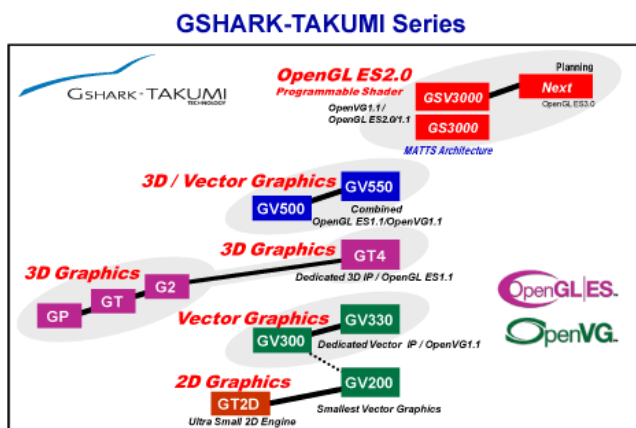 GSHARK-TAKUMI Series
GSHARK-TAKUMI
TECHNOLOGY
OpenGL ES2.0
Programmable Shader
OpenVG1.1 /
OpenGL ES2.0/1.1
GSV3000
GS3000
MATTS Architecture
Planning
Next
OpenGL ES3.0
3D / Vector Graphics
GV500
GV550
Combined
OpenGL ES1.1/OpenVG1.1
3D Graphics
GT4
Dedicated 3D IP / OpenGL ES1.1
3D Graphics
GP
GT
G2
OpenGL|ES™
OpenVG™
Vector Graphics
GV300
GV330
Dedicated Vector IP / OpenVG1.1
2D Graphics
GT2D
Ultra Small 2D Engine
GV200
Smallest Vector Graphics